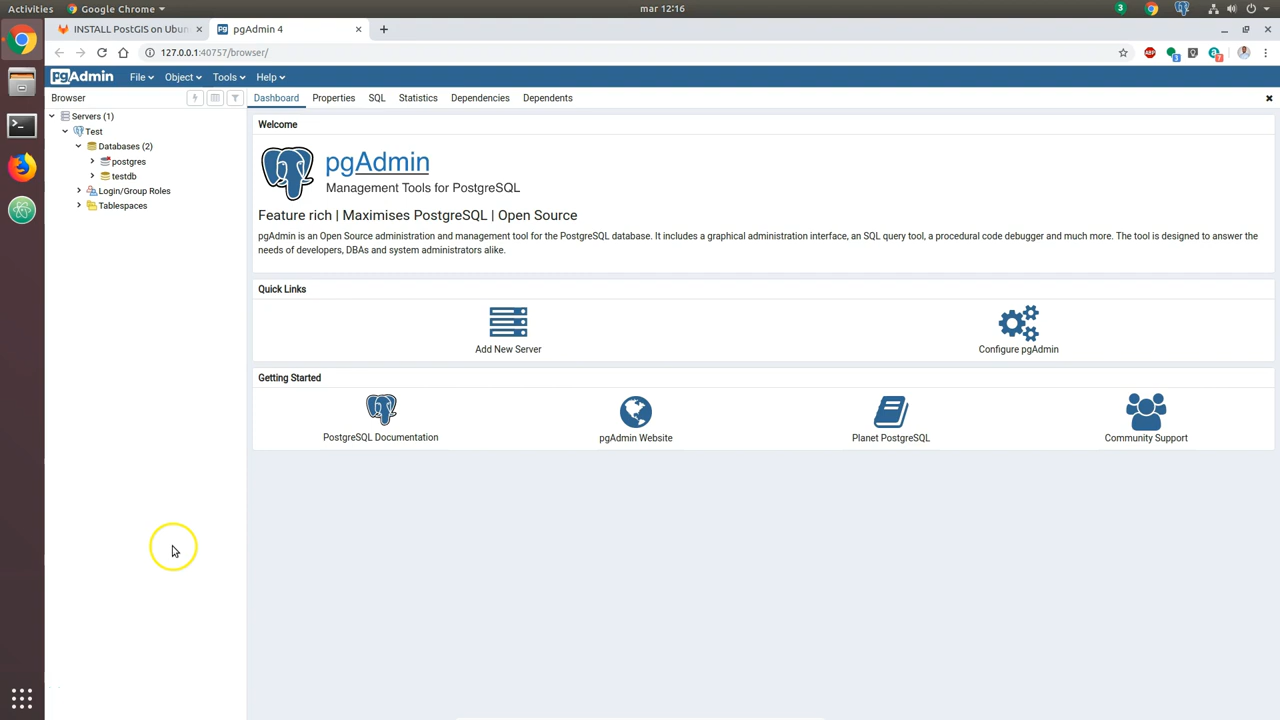 Activities Google Chrome mar 12:16 3
INSTALL PostGIS on Ubun pgAdmin 4
127.0.0.1:40757/browser/
pgAdmin File Object Tools Help
Browser Dashboard Properties SQL Statistics Dependencies Dependents
Servers (1)
Test
Databases (2)
postgres
testdb
Login/Group Roles
Tablespaces
Welcome
pgAdmin
Management Tools for PostgreSQL
Feature rich | Maximises PostgreSQL | Open Source
pgAdmin is an Open Source administration and management tool for the PostgreSQL database. It includes a graphical administration interface, an SQL query tool, a procedural code debugger and much more. The tool is designed to answer the
needs of developers, DBAs and system administrators alike.
Quick Links
Add New Server Configure pgAdmin
Getting Started
PostgreSQL Documentation pgAdmin Website Planet PostgreSQL Community Support